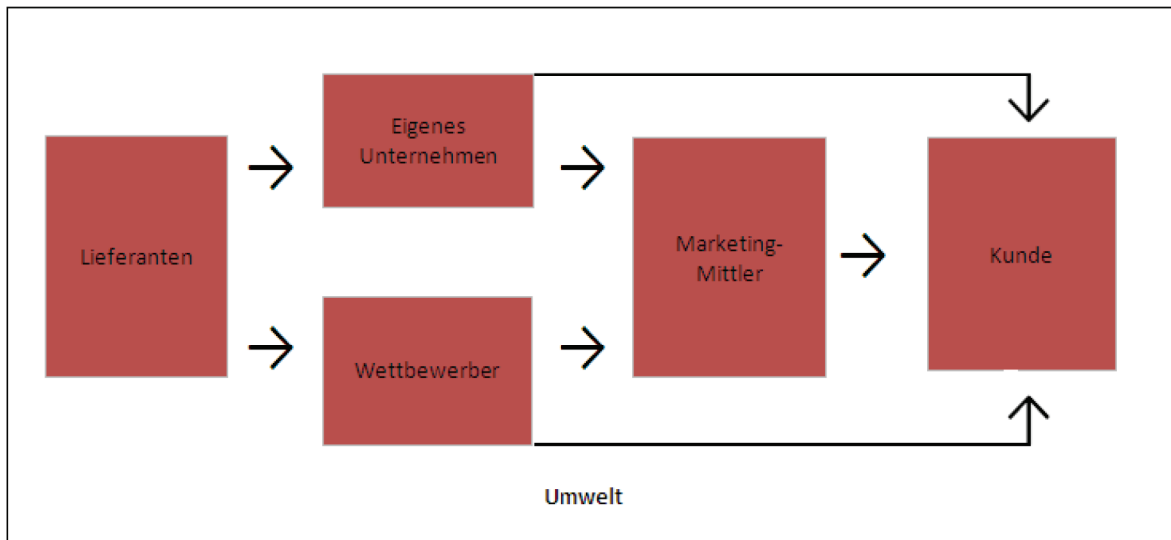 Eigenes
Unternehmen
Lieferanten
Marketing-
Mittler
Kunde
Wettbewerber
Umwelt